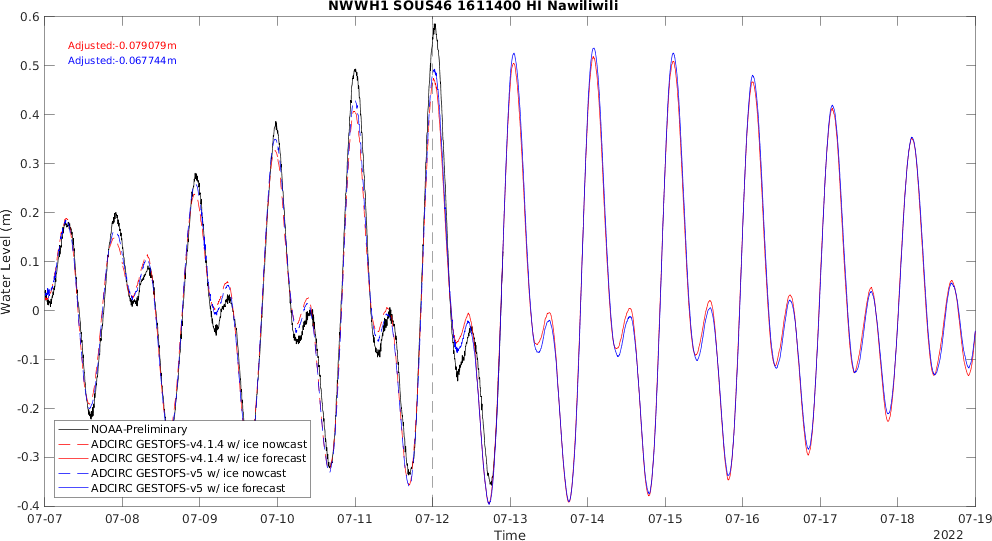 NWWH1 SOUS46 1611400 HI Nawiliwili
Adjusted:-0.079079m
Adjusted:-0.067744m
Water Level (m)
0.6
0.5
0.4
0.3
0.2
0.1
0
-0.1
-0.2
-0.3
-0.4
NOAA-Preliminary
ADCIRC GESTOFS-v4.1.4 w/ ice nowcast
ADCIRC GESTOFS-v4.1.4 w/ ice forecast
ADCIRC GESTOFS-v5 w/ ice nowcast
ADCIRC GESTOFS-v5 w/ ice forecast
07-07 07-08 07-09 07-10 07-11 07-12 07-13 07-14 07-15 07-16 07-17 07-18 07-19
Time
2022